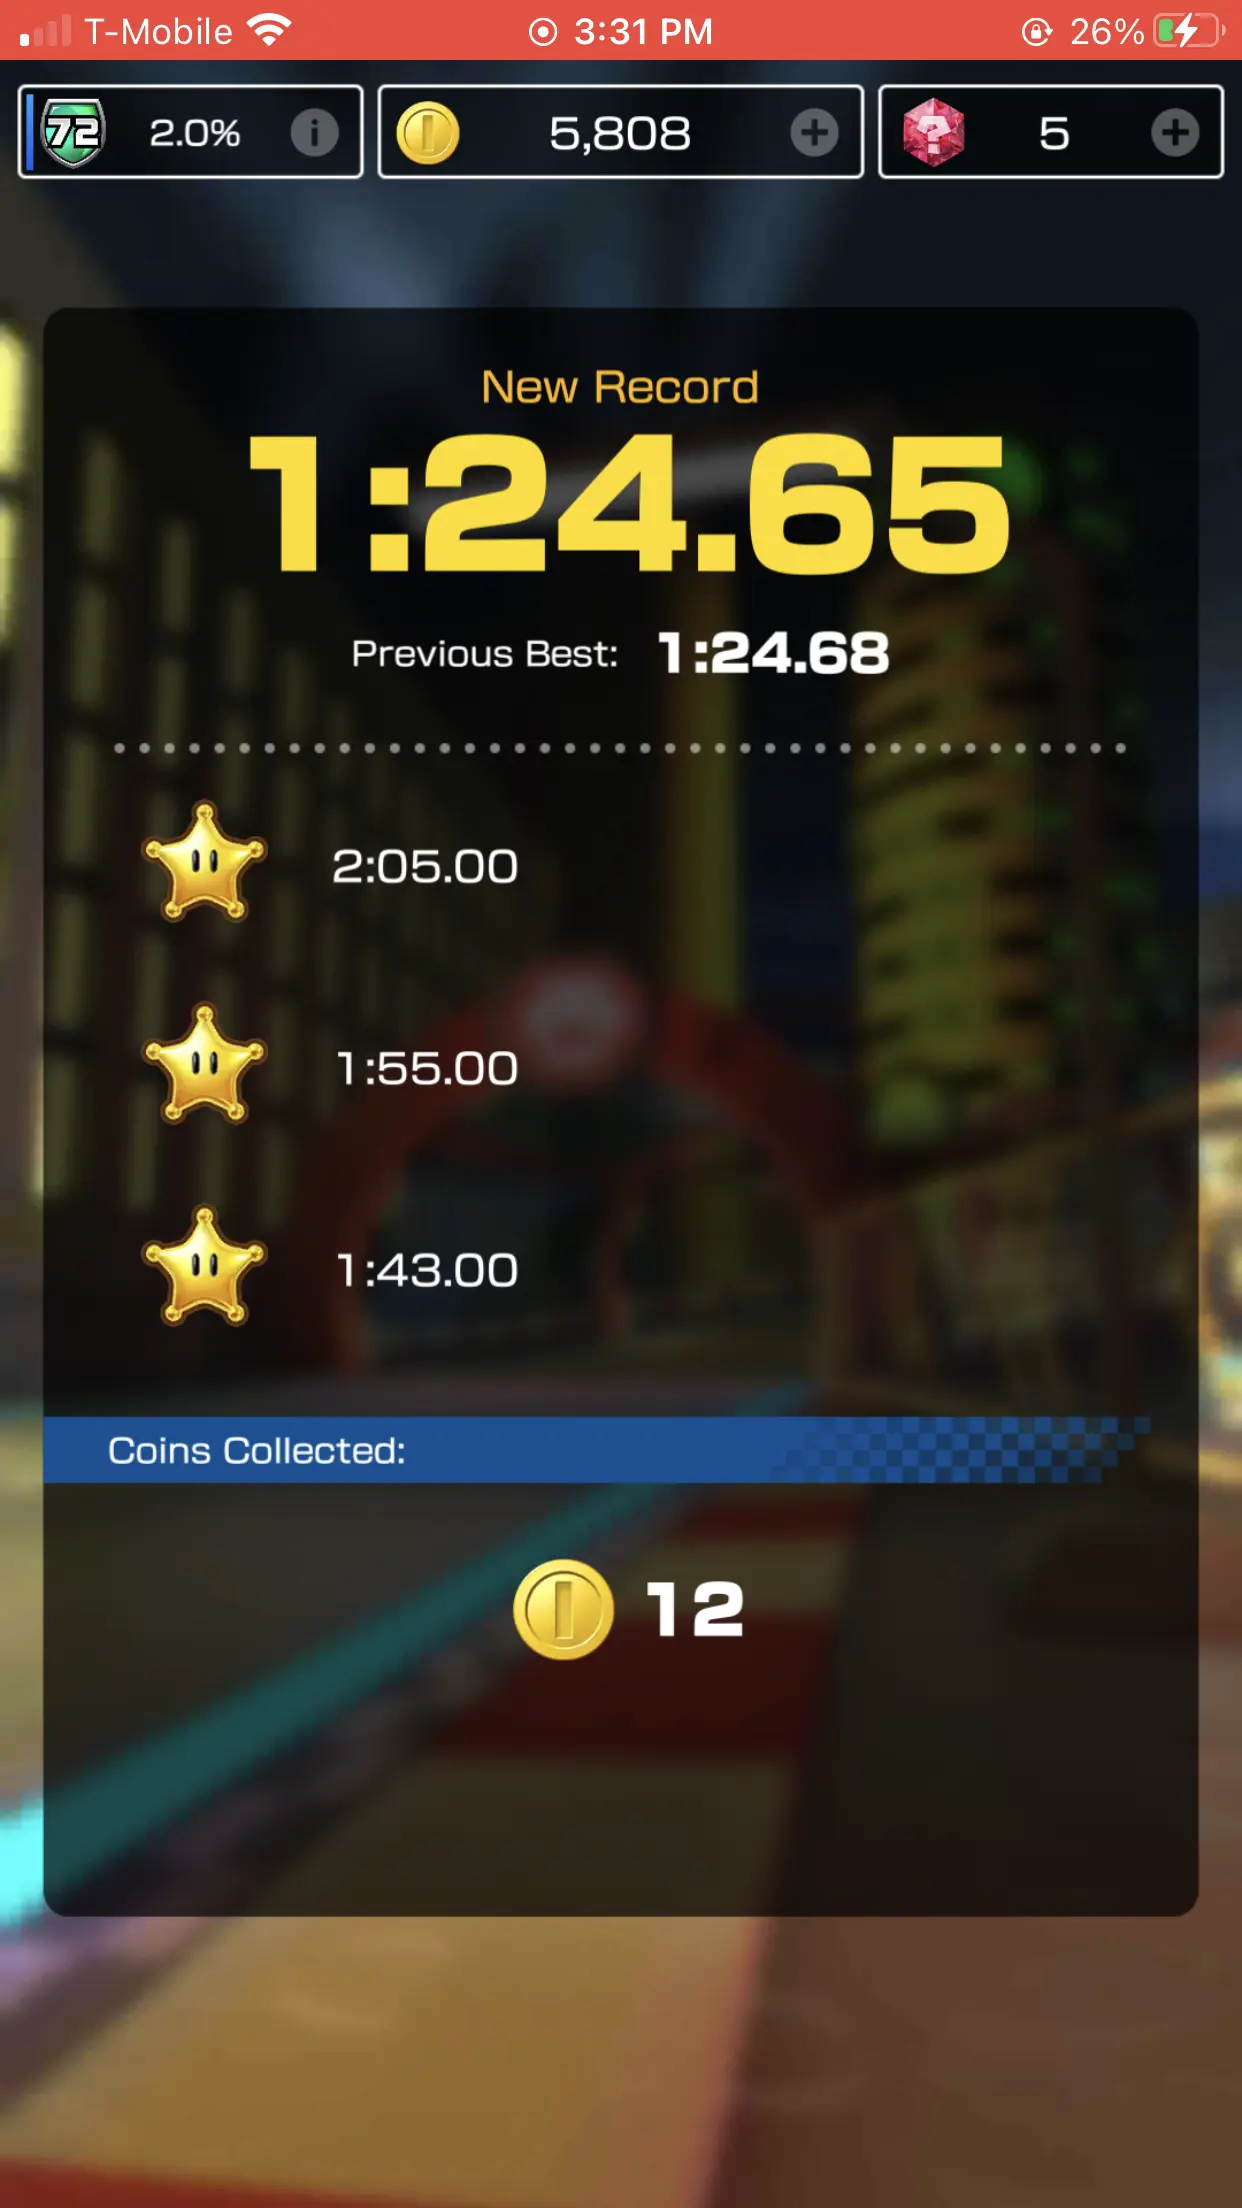 T-Mobile 3:31 PM 26%
72 2.0% i 5,808 + ? 5 +
New Record
1:24.65
Previous Best: 1:24.68
2:05.00
1:55.00
1:43.00
Coins Collected:
12